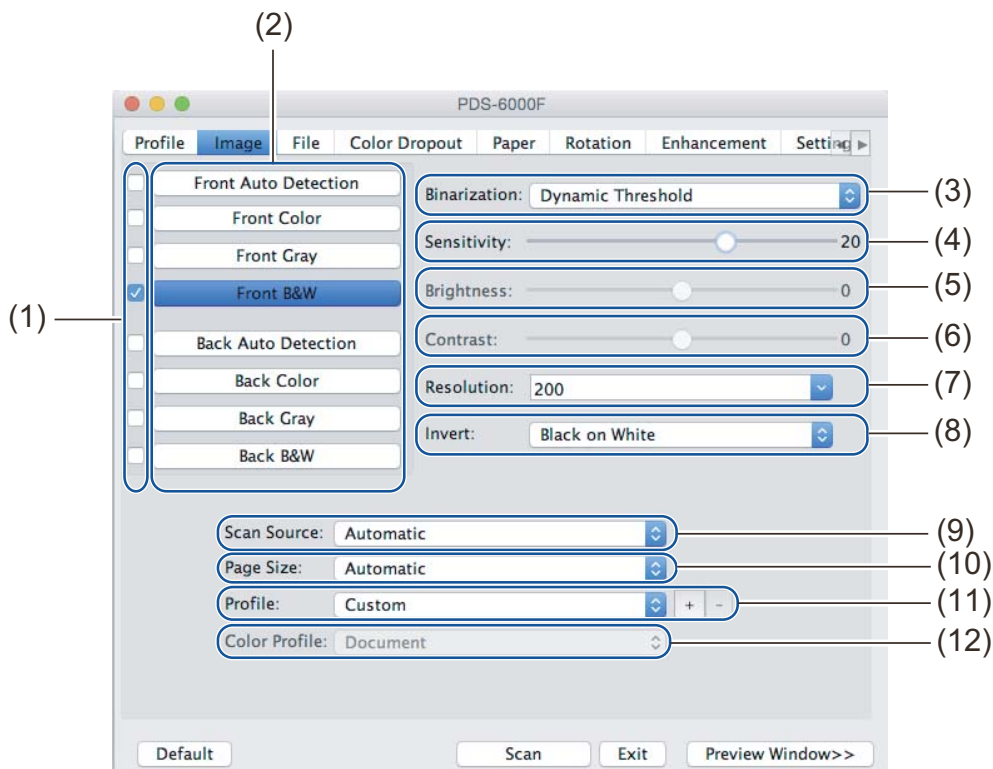 (2)
PDS-6000F
Profile Image File Color Dropout Paper Rotation Enhancement Setting
Front Auto Detection
Binarization: Dynamic Threshold
(3)
Front Color
Sensitivity: 20
(4)
Front Gray
Front B&W
Brightness: 0
(5)
(1)
Back Auto Detection
Contrast: 0
(6)
Back Color
Resolution: 200
(7)
Back Gray
Invert: Black on White
(8)
Back B&W
Scan Source: Automatic
(9)
Page Size: Automatic
(10)
Profile: Custom + -
(11)
Color Profile: Document
(12)
Default Scan Exit Preview Window>>